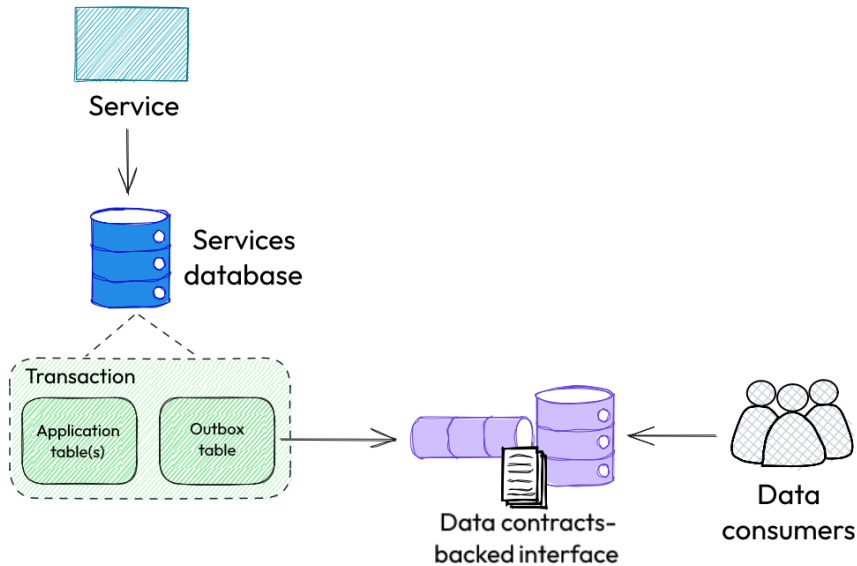 Service
Services
database
Transaction
Application
table(s)
Outbox
table
Data contracts-
backed interface
Data
consumers